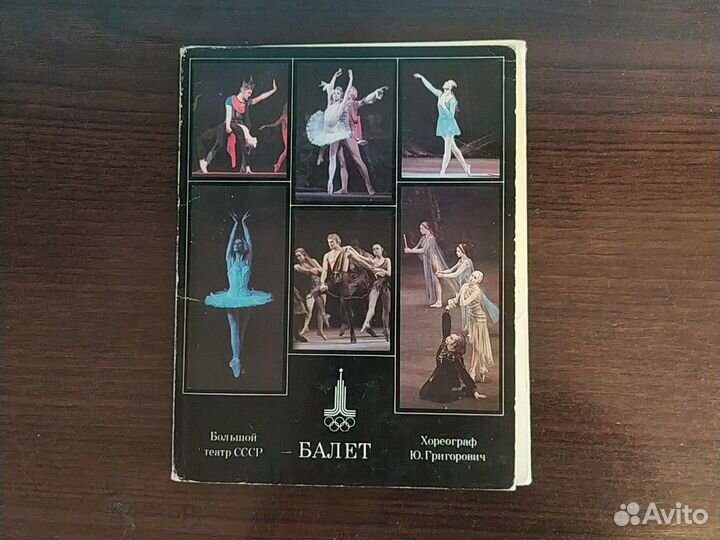 Большой
театр СССР
БАЛЕТ
Хореограф
Ю. Григорович
Avito